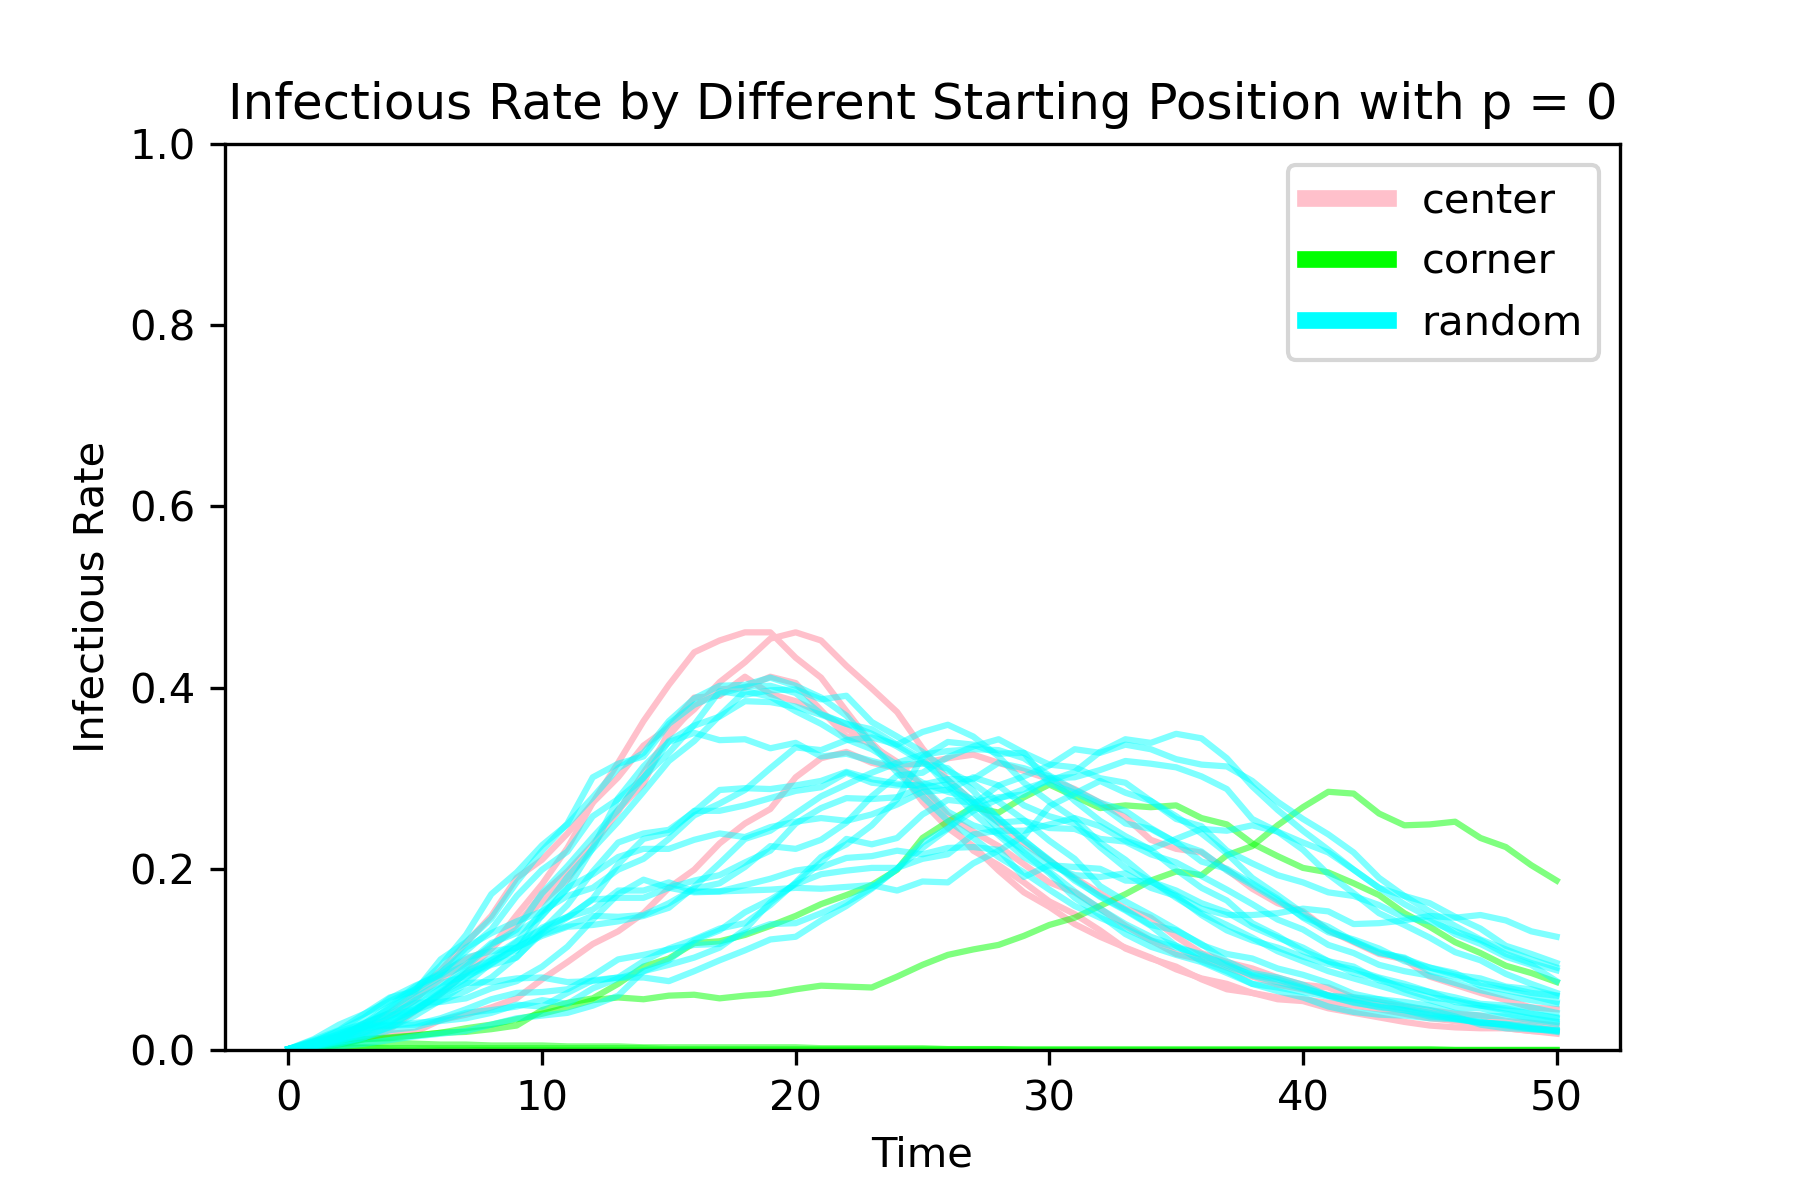 Infectious Rate by Different Starting Position with p = 0
1.0
0.8
0.6
0.4
0.2
0.0
Infectious Rate
center
corner
random
0 10 20 30 40 50
Time